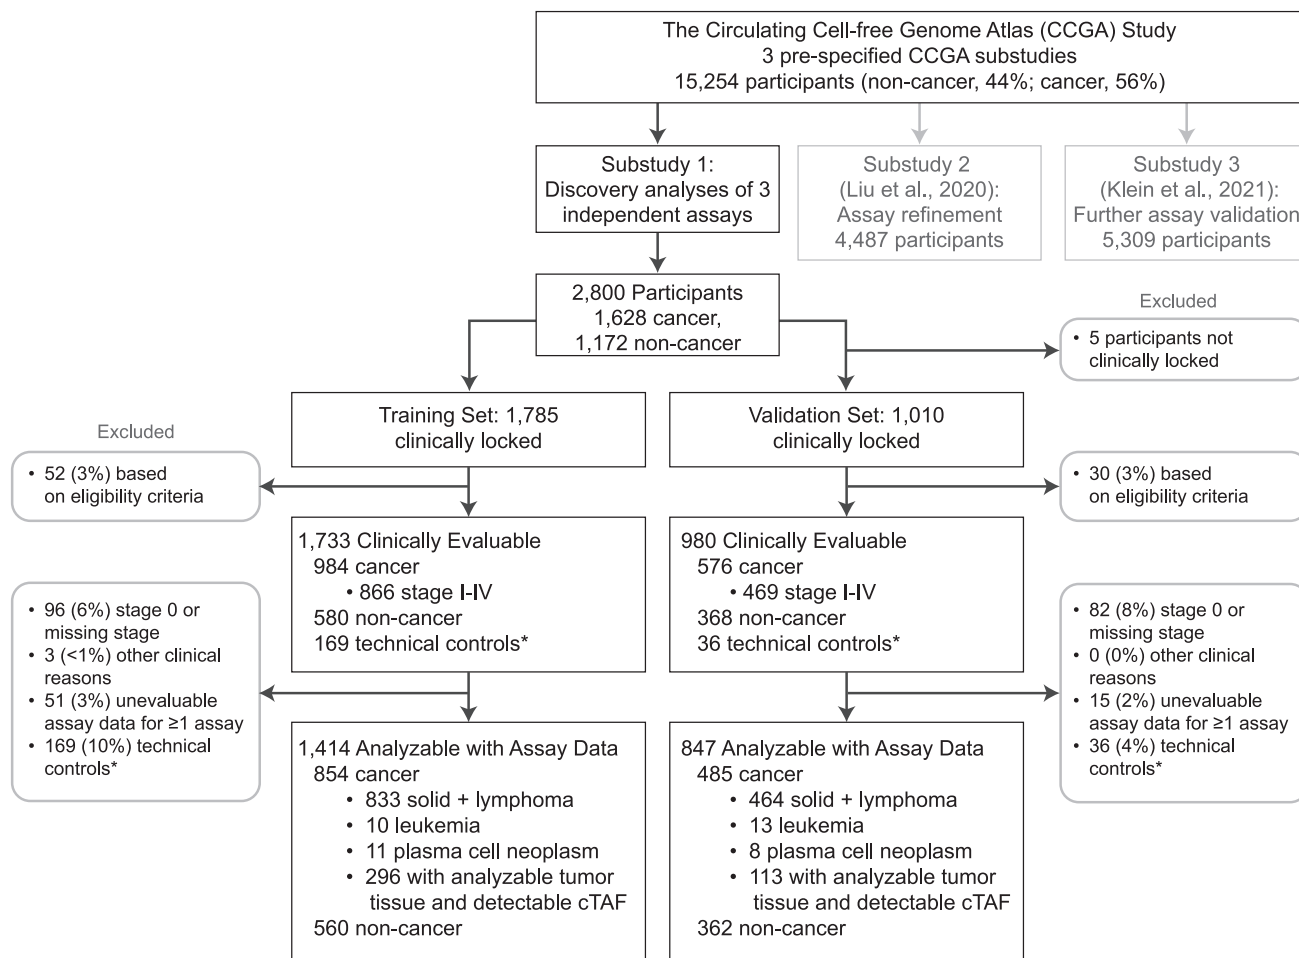 The Circulating Cell-free Genome Atlas (CCGA) Study
3 pre-specified CCGA substudies
15,254 participants (non-cancer, 44%; cancer, 56%)
Substudy 1:
Discovery analyses of 3
independent assays
Substudy 2
(Liu et al., 2020):
Assay refinement
4,487 participants
Substudy 3
(Klein et al., 2021):
Further assay validation
5,309 participants
2,800 Participants
1,628 cancer,
1,172 non-cancer
Excluded
• 5 participants not
clinically locked
Training Set: 1,785
clinically locked
Validation Set: 1,010
clinically locked
Excluded
• 52 (3%) based
on eligibility criteria
• 30 (3%) based
on eligibility criteria
1,733 Clinically Evaluable
984 cancer
• 866 stage I-IV
580 non-cancer
169 technical controls*
980 Clinically Evaluable
576 cancer
• 469 stage I-IV
368 non-cancer
36 technical controls*
• 96 (6%) stage 0 or
missing stage
• 3 (<1%) other clinical
reasons
• 51 (3%) unevaluable
assay data for ≥1 assay
• 169 (10%) technical
controls*
• 82 (8%) stage 0 or
missing stage
• 0 (0%) other clinical
reasons
• 15 (2%) unevaluable
assay data for ≥1 assay
• 36 (4%) technical
controls*
1,414 Analyzable with Assay Data
854 cancer
• 833 solid + lymphoma
• 10 leukemia
• 11 plasma cell neoplasm
• 296 with analyzable tumor
tissue and detectable cTAF
560 non-cancer
847 Analyzable with Assay Data
485 cancer
• 464 solid + lymphoma
• 13 leukemia
• 8 plasma cell neoplasm
• 113 with analyzable tumor
tissue and detectable cTAF
362 non-cancer